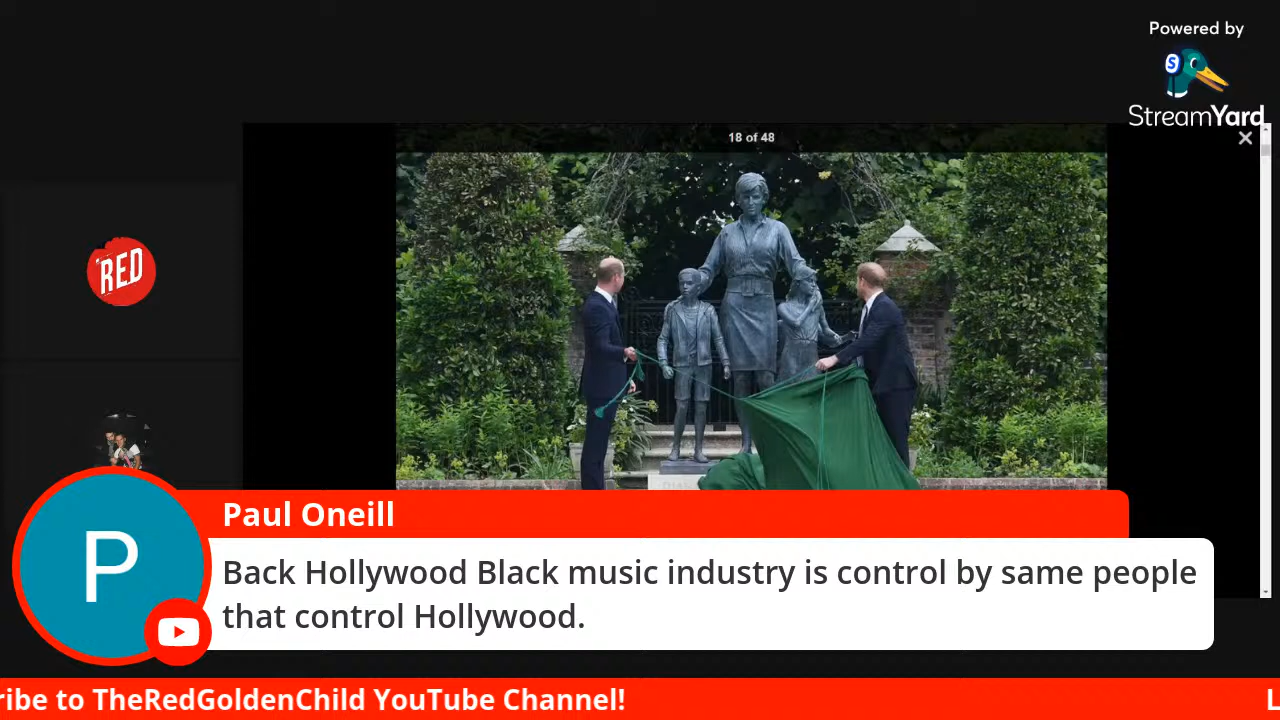 Powered by
S
StreamYard
18 of 48
RED
P
Paul Oneill
Back Hollywood Black music industry is control by same people
that control Hollywood.
ribe to TheRedGoldenChild YouTube Channel!
L